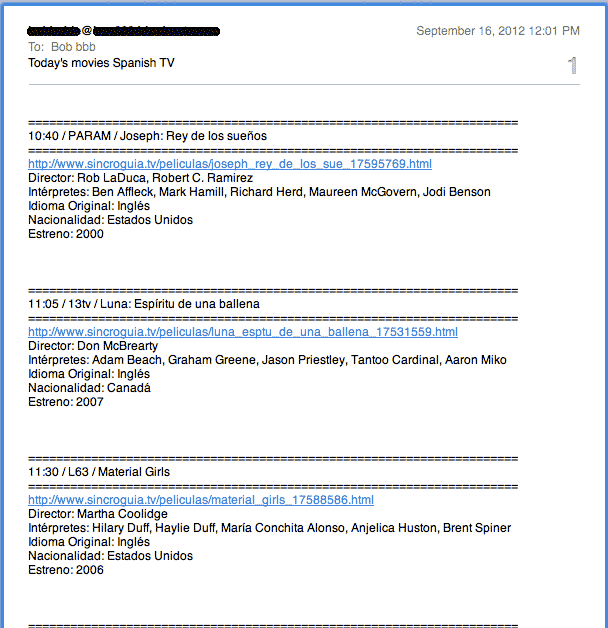 @
September 16, 2012 12:01 PM
To: Bob bbb
Today's movies Spanish TV
1
======================================================================
10:40 / PARAM / Joseph: Rey de los sueños
======================================================================
http://www.sincroguia.tv/peliculas/joseph_rey_de_los_sue_17595769.html
Director: Rob LaDuca, Robert C. Ramirez
Intérpretes: Ben Affleck, Mark Hamill, Richard Herd, Maureen McGovern, Jodi Benson
Idioma Original: Inglés
Nacionalidad: Estados Unidos
Estreno: 2000
======================================================================
11:05 / 13tv / Luna: Espíritu de una ballena
======================================================================
http://www.sincroguia.tv/peliculas/luna_esptu_de_una_ballena_17531559.html
Director: Don McBrearty
Intérpretes: Adam Beach, Graham Greene, Jason Priestley, Tantoo Cardinal, Aaron Miko
Idioma Original: Inglés
Nacionalidad: Canadá
Estreno: 2007
======================================================================
11:30 / L63 / Material Girls
======================================================================
http://www.sincroguia.tv/peliculas/material_girls_17588586.html
Director: Martha Coolidge
Intérpretes: Hilary Duff, Haylie Duff, María Conchita Alonso, Anjelica Huston, Brent Spiner
Idioma Original: Inglés
Nacionalidad: Estados Unidos
Estreno: 2006
======================================================================